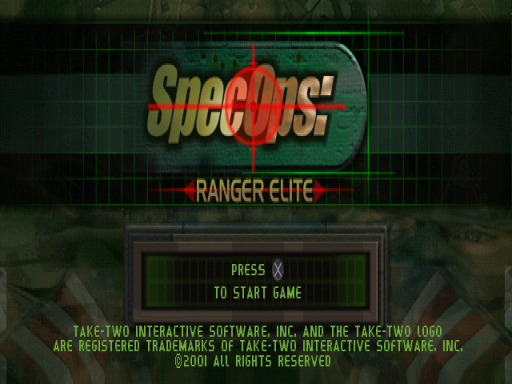 SpecOps:
RANGER ELITE
PRESS X
TO START GAME
TAKE-TWO INTERACTIVE SOFTWARE, INC. AND THE TAKE-TWO LOGO
ARE REGISTERED TRADEMARKS OF TAKE-TWO INTERACTIVE SOFTWARE, INC.
©2001 ALL RIGHTS RESERVED